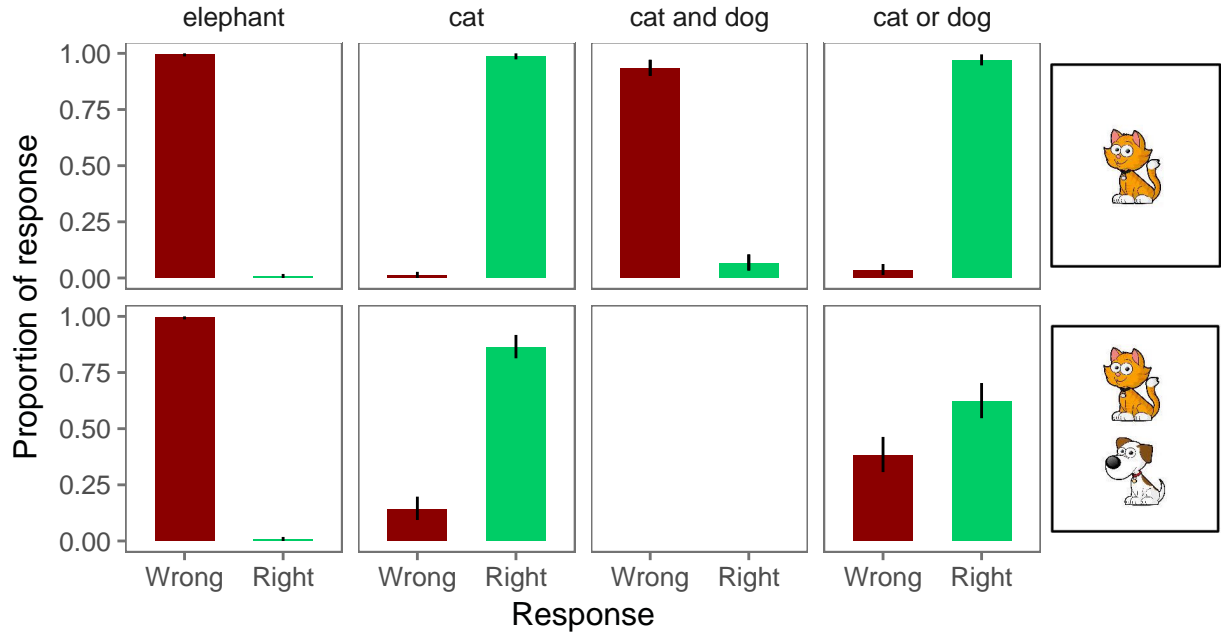 elephant cat cat and dog cat or dog
Proportion of response
1.00
0.75
0.50
0.25
0.00
1.00
0.75
0.50
0.25
0.00
Wrong Right Wrong Right Wrong Right Wrong Right
Response